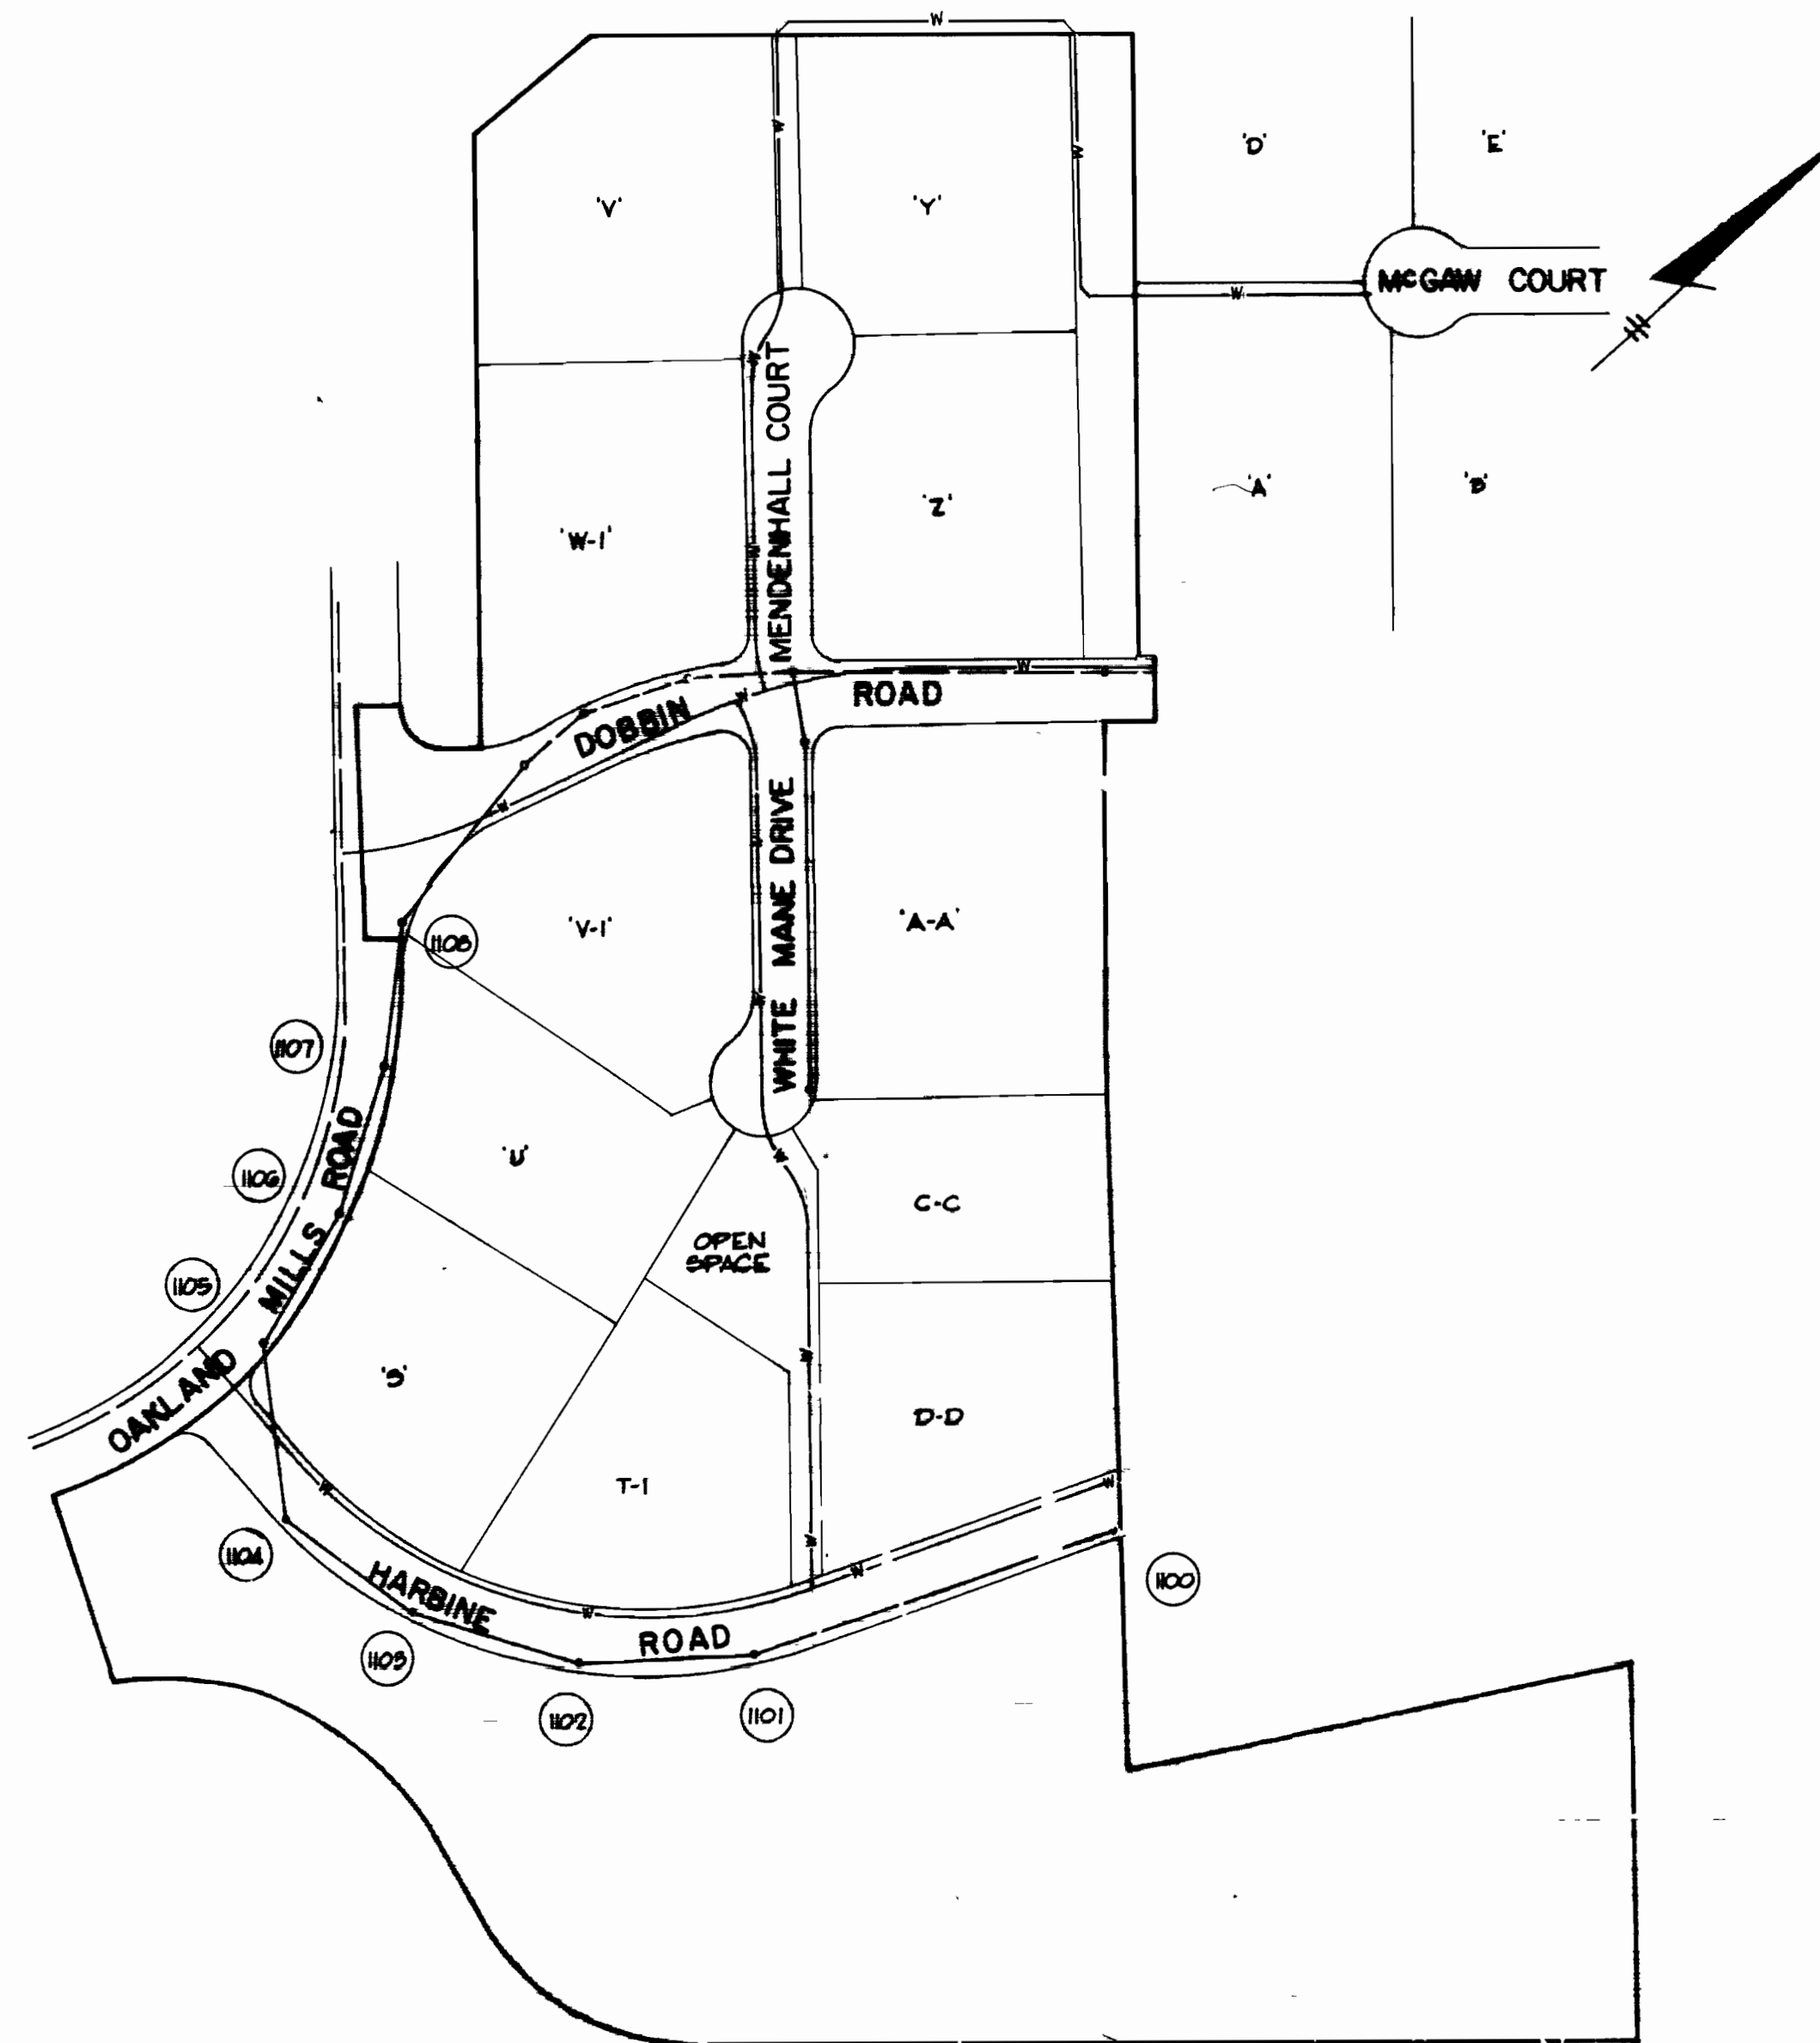 W
'D'
'E'
W
W
'V'
'Y'
McGAW COURT
W
W
MENDENHALL COURT
'Z'
'A'
'B'
'W-1'
W
W
W
DOBBIN ROAD
W
W
WHITE MANE DRIVE
'V-1'
'A-A'
1108
W
1107
'U'
W
C-C
1106
OPEN
SPACE
1105
OAKLAND MILLS ROAD
'S'
W
D-D
T-1
W
W
W
W
1104
HARBINE ROAD
W
1100
1103
1102
1101